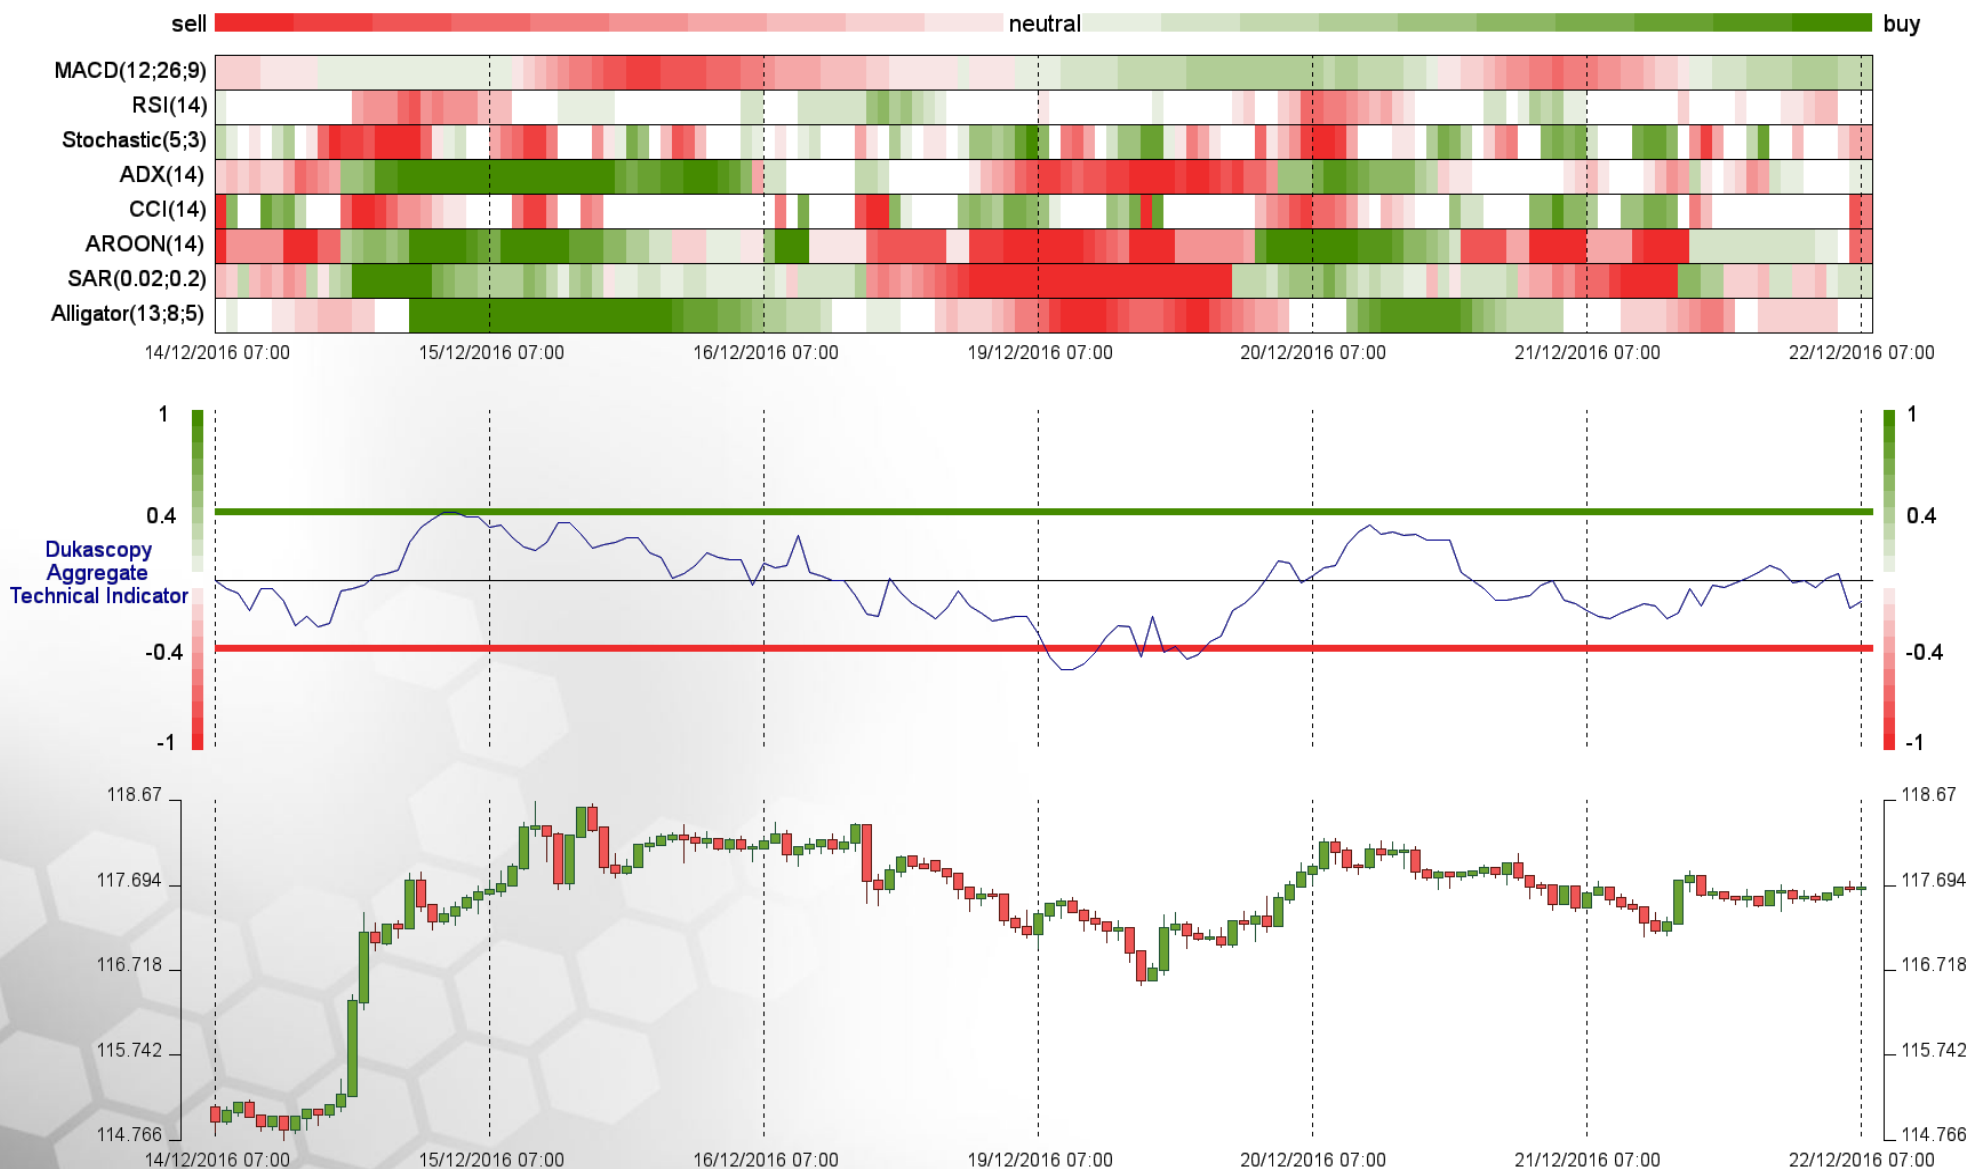 sell neutral buy
MACD(12;26;9)
RSI(14)
Stochastic(5;3)
ADX(14)
CCI(14)
AROON(14)
SAR(0.02;0.2)
Alligator(13;8;5)
14/12/2016 07:00 15/12/2016 07:00 16/12/2016 07:00 19/12/2016 07:00 20/12/2016 07:00 21/12/2016 07:00 22/12/2016 07:00
1 1
0.4 0.4
Dukascopy
Aggregate
Technical Indicator
-0.4 -0.4
-1 -1
118.67 118.67
117.694 117.694
116.718 116.718
115.742 115.742
114.766 114.766
14/12/2016 07:00 15/12/2016 07:00 16/12/2016 07:00 19/12/2016 07:00 20/12/2016 07:00 21/12/2016 07:00 22/12/2016 07:00